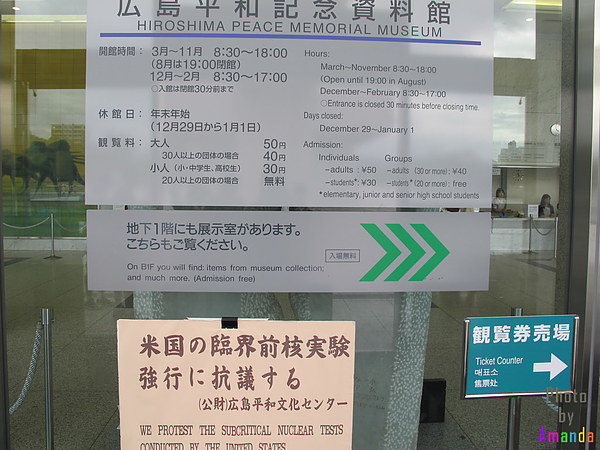 広島平和記念資料館
HIROSHIMA PEACE MEMORIAL MUSEUM
開館時間： 3月～11月 8:30～18:00
(8月は19:00閉館)
12月～2月 8:30～17:00
○入館は閉館30分前まで
休館日： 年末年始
(12月29日から1月1日)
観覧料： 大人 50円
30人以上の団体の場合 40円
小人（小・中学生、高校生） 30円
20人以上の団体の場合 無料
Hours:
March~November 8:30~18:00
(Open until 19:00 in August)
December~February 8:30~17:00
○Entrance is closed 30 minutes before closing time.
Days closed:
December 29~January 1
Admission:
Individuals Groups
–adults : ¥50 –adults (30 or more) : ¥40
–students*: ¥30 –students* (20 or more) : free
*elementary, junior and senior high school students
地下1階にも展示室があります。
こちらもご覧ください。
入場無料
On B1F you will find: items from museum collection;
and much more. (Admission free)
米国の臨界前核実験
強行に抗議する
(公財)広島平和文化センター
WE PROTEST THE SUBCRITICAL NUCLEAR TESTS
CONDUCTED BY THE UNITED STATES
観覧券売場
Ticket Counter
매표소
售票处
Photo
by
Amanda